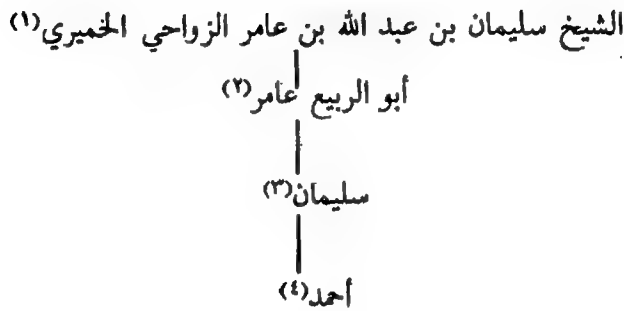 الشيخ سليمان بن عبد الله بن عامر الزواحي الخميري(١)
أبو الربيع عامر(٢)
سليمان(٣)
أحمد(٤)